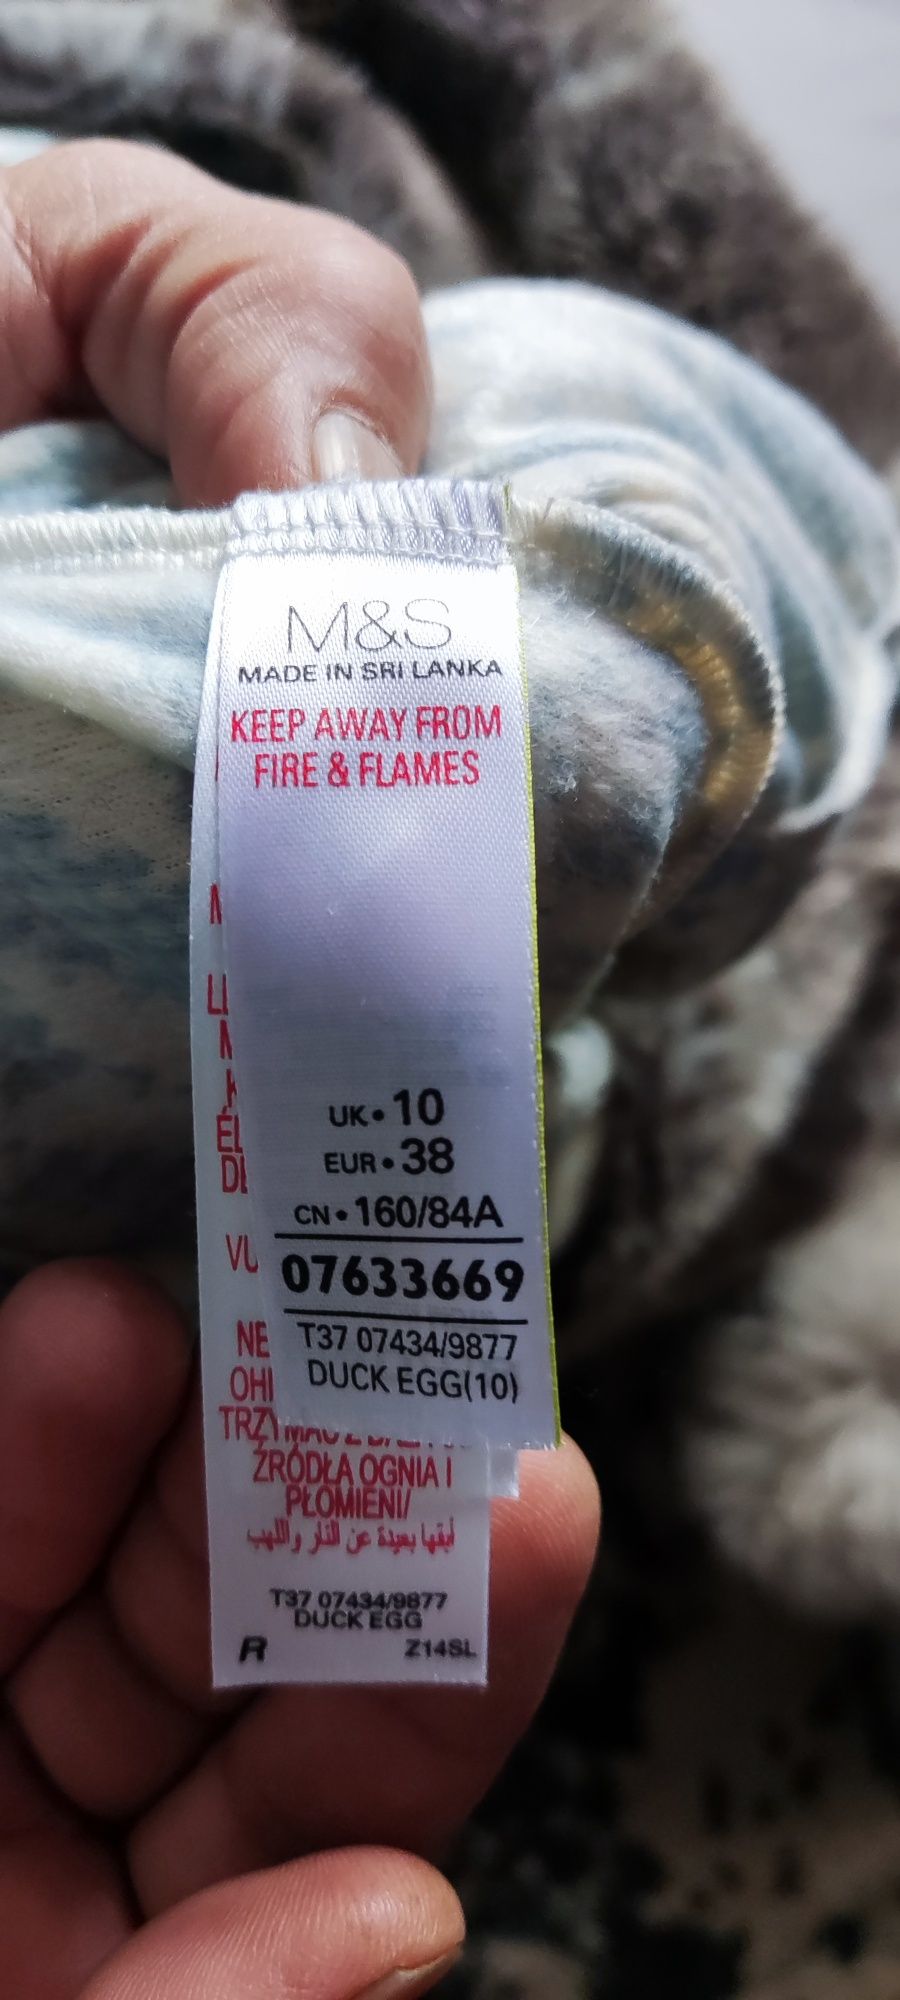 M&S
MADE IN SRI LANKA
KEEP AWAY FROM
FIRE & FLAMES
UK • 10
EUR • 38
CN • 160/84A
07633669
T37 07434/9877
DUCK EGG(10)
ŹRÓDŁA OGNIA I
PŁOMIENI/
أبقها بعيدة عن النار واللهب
T37 07434/9877
DUCK EGG
R Z14SL